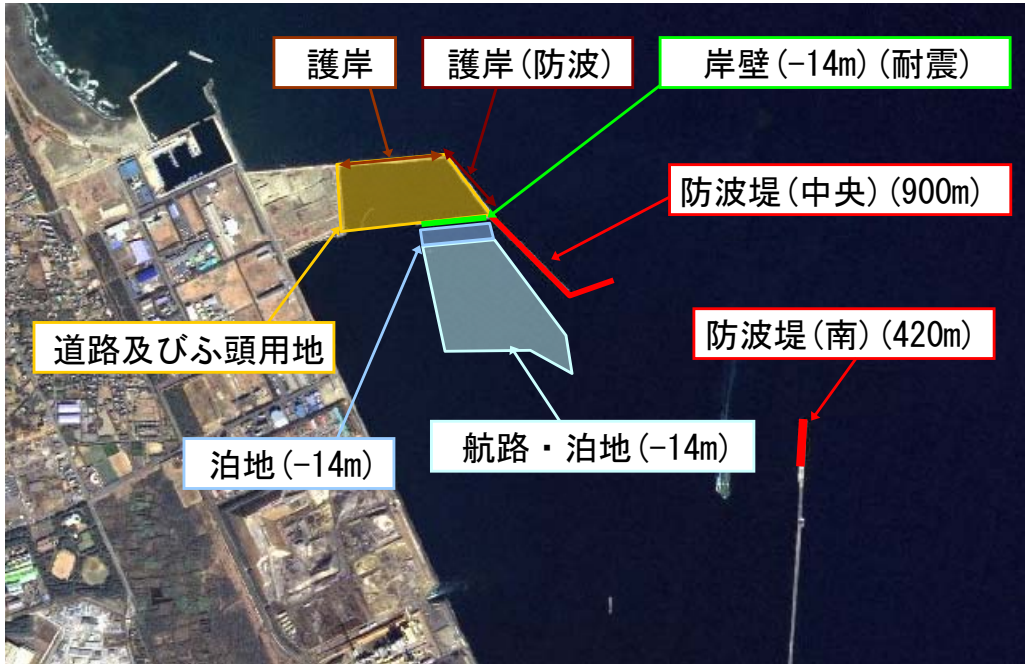 護岸
護岸(防波)
岸壁(-14m)(耐震)
防波堤(中央)(900m)
道路及びふ頭用地
防波堤(南)(420m)
泊地(-14m)
航路・泊地(-14m)